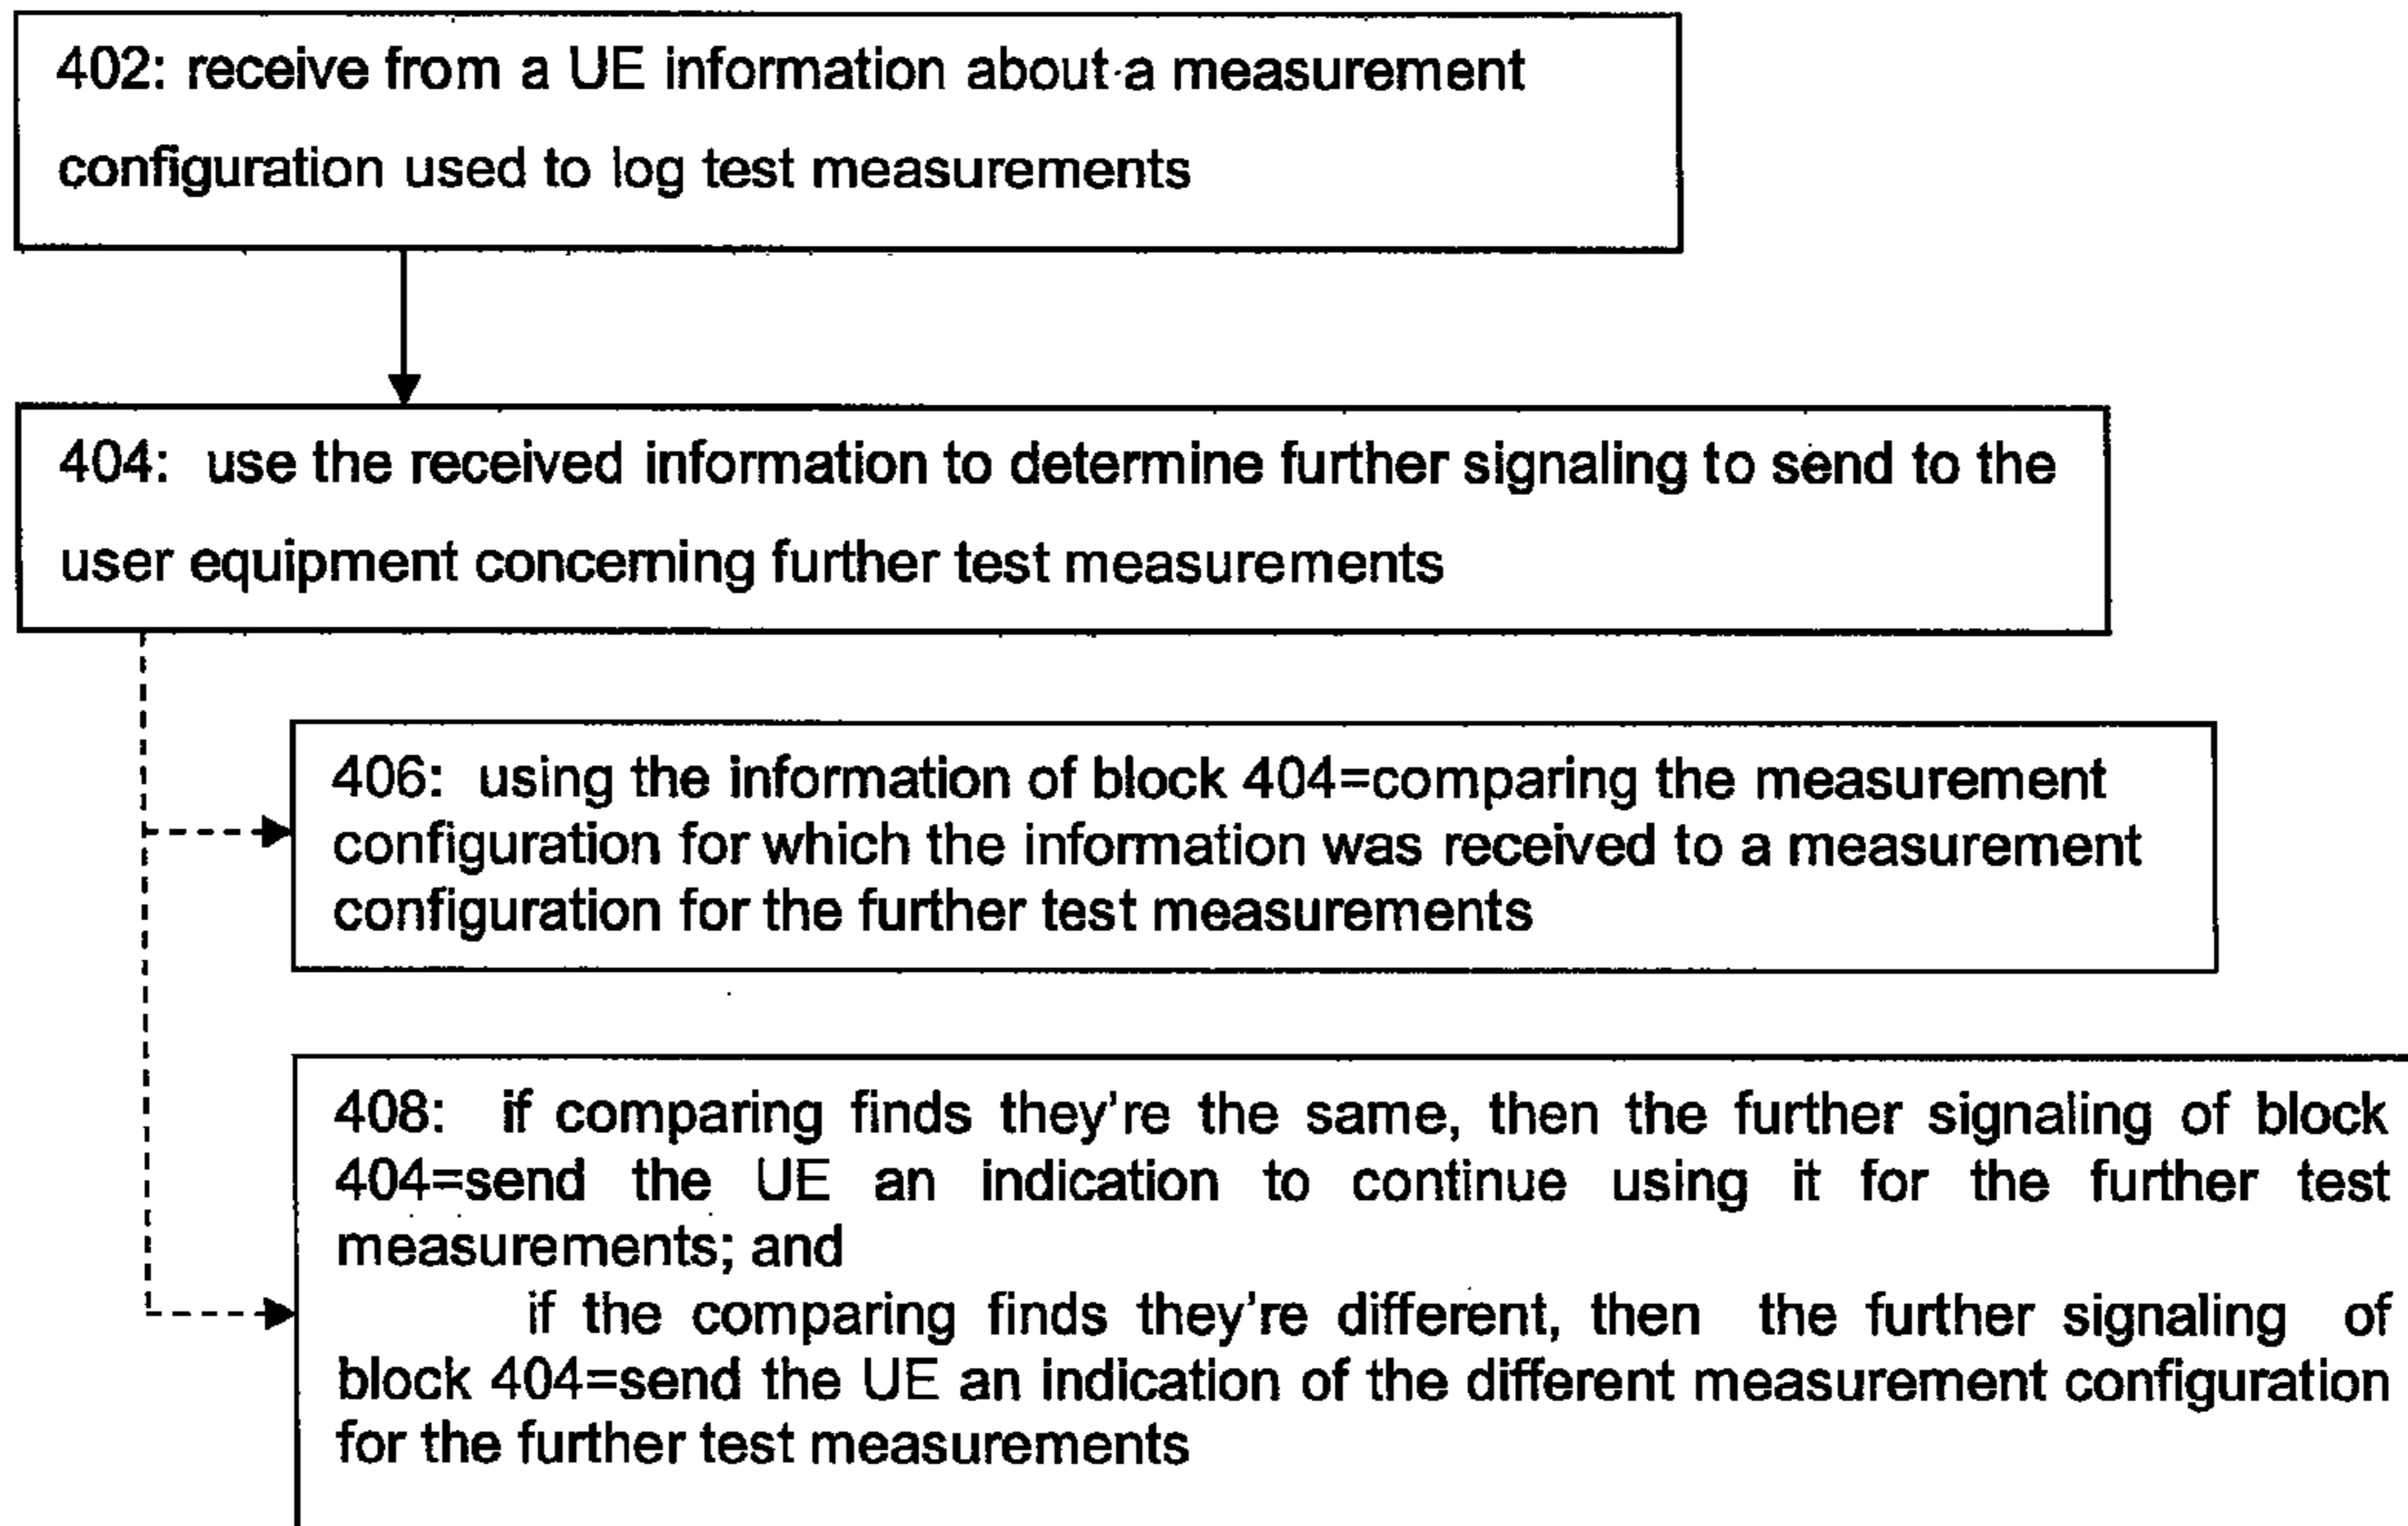 402: receive from a UE information about a measurement
configuration used to log test measurements
404: use the received information to determine further signaling to send to the
user equipment concerning further test measurements
406: using the information of block 404=comparing the measurement
configuration for which the information was received to a measurement
configuration for the further test measurements
408: if comparing finds they're the same, then the further signaling of block
404=send the UE an indication to continue using it for the further test
measurements; and
if the comparing finds they're different, then the further signaling of
block 404=send the UE an indication of the different measurement configuration
for the further test measurements